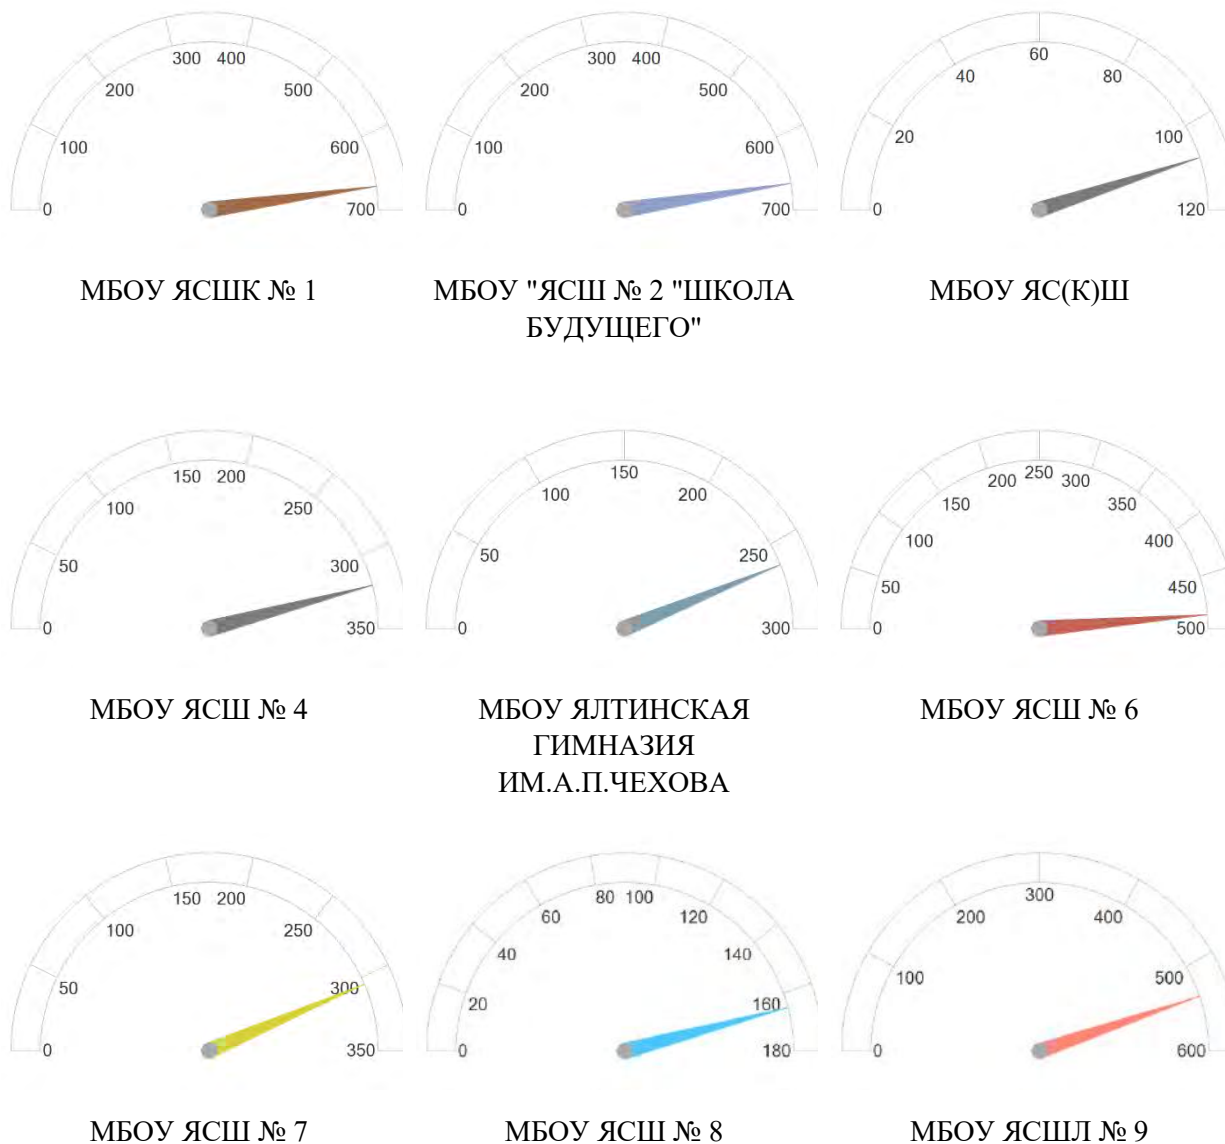 300 400
200 500
100 600
0 700
МБОУ ЯСШК № 1
300 400
200 500
100 600
0 700
МБОУ "ЯСШ № 2 "ШКОЛА
БУДУЩЕГО"
60
40 80
20 100
0 120
МБОУ ЯС(К)Ш
150 200
100 250
50 300
0 350
МБОУ ЯСШ № 4
150
100 200
50 250
0 300
МБОУ ЯЛТИНСКАЯ
ГИМНАЗИЯ
ИМ.А.П.ЧЕХОВА
200 250 300
150 350
100 400
50 450
0 500
МБОУ ЯСШ № 6
150 200
100 250
50 300
0 350
МБОУ ЯСШ № 7
80 100
60 120
40 140
20 160
0 180
МБОУ ЯСШ № 8
300
200 400
100 500
0 600
МБОУ ЯСШЛ № 9